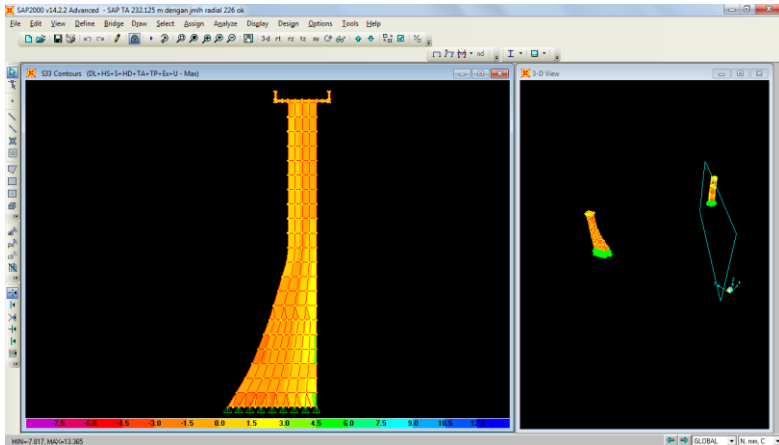 SAP2000 v14.2.2 Advanced - SAP TA 232.125 m dengan jmlh radial 226 ok
File Edit View Define Bridge Draw Select Assign Analyze Display Design Options Tools Help
3-d
nd
S33 Contours (DL+HS+S+HD+TA+TP+Ex+U - Max)
3-D View
-7.5 -6.0 -4.5 -3.0 -1.5 0.0 1.5 3.0 4.5 6.0 7.5 9.0 10.5 12.0
MIN=-7.817, MAX=13.365
GLOBAL
N, mm, C